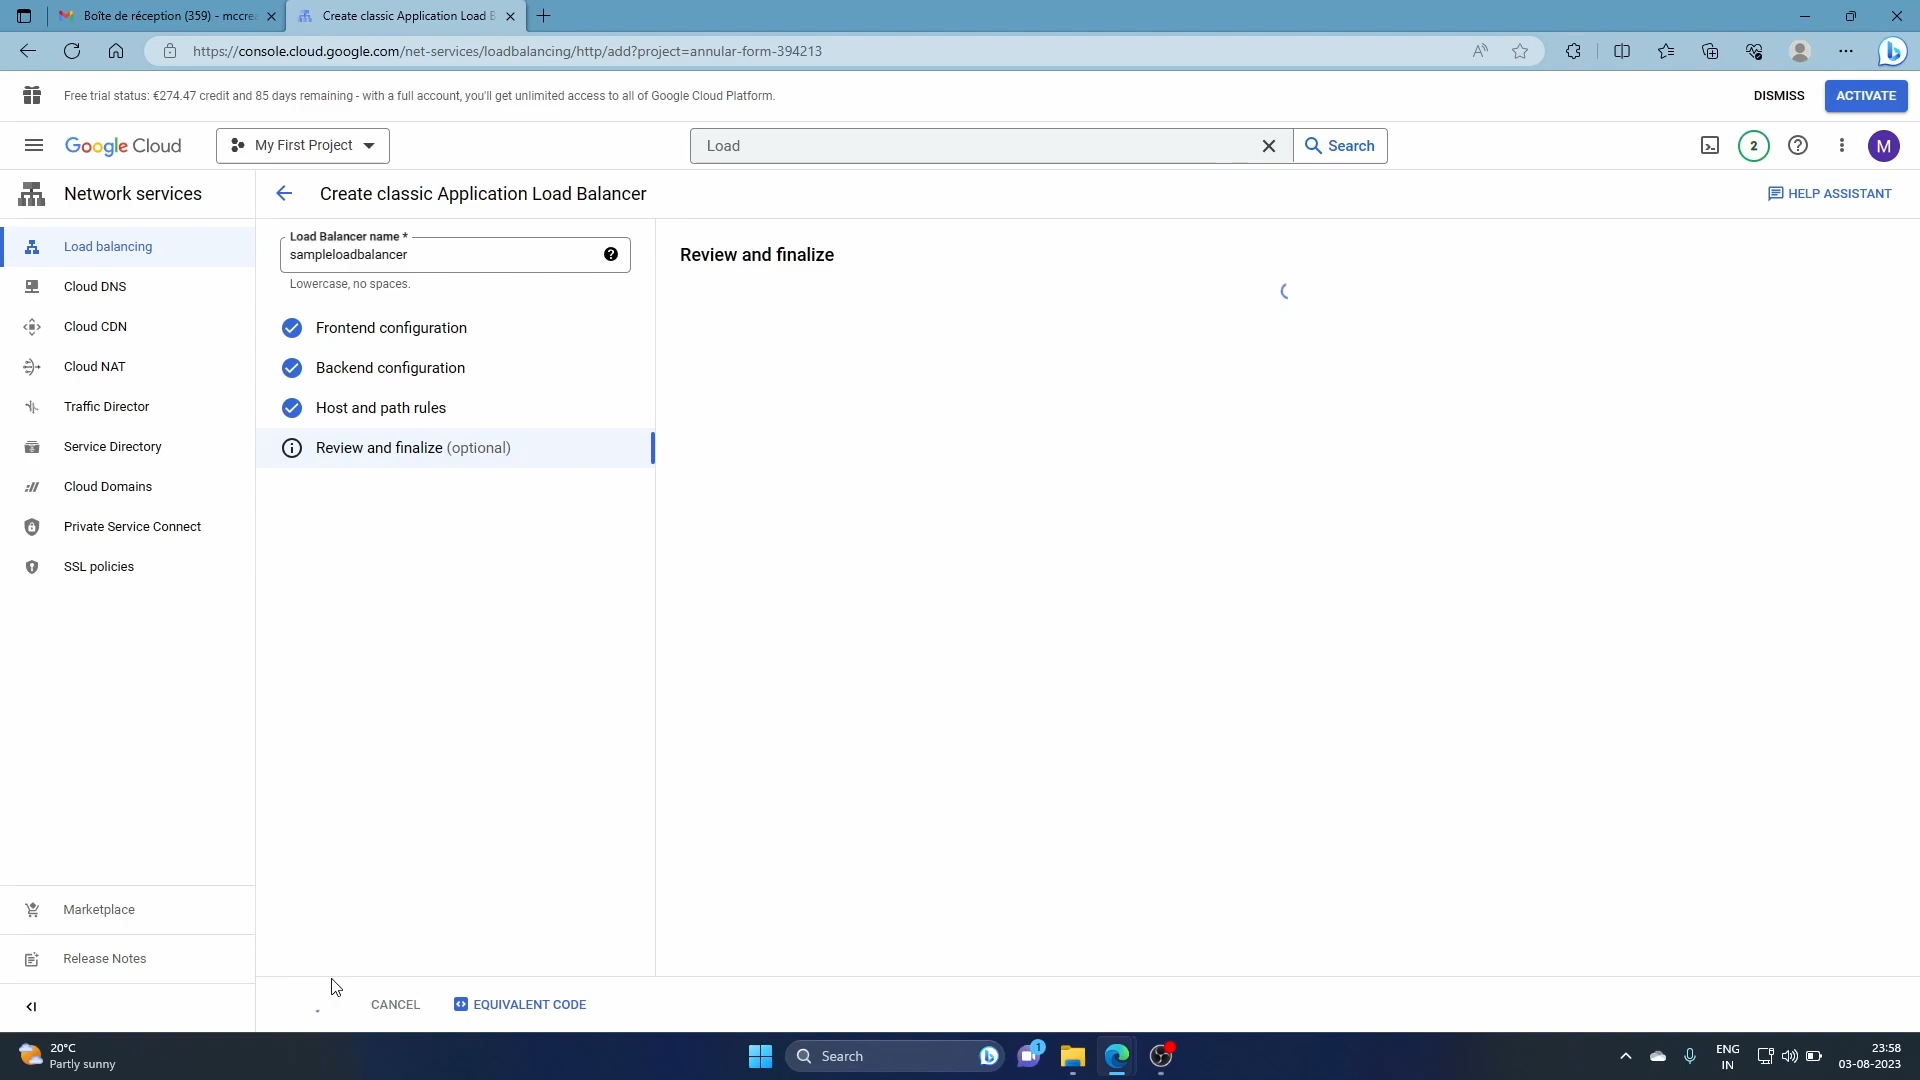 Boîte de réception (359) - mccrea
Create classic Application Load B
https://console.cloud.google.com/net-services/loadbalancing/http/add?project=annular-form-394213
Free trial status: €274.47 credit and 85 days remaining - with a full account, you'll get unlimited access to all of Google Cloud Platform.
DISMISS
ACTIVATE
Google Cloud
My First Project
Load
Search
2
M
Network services
Create classic Application Load Balancer
HELP ASSISTANT
Load balancing
Cloud DNS
Cloud CDN
Cloud NAT
Traffic Director
Service Directory
Cloud Domains
Private Service Connect
SSL policies
Marketplace
Release Notes
Load Balancer name *
sampleloadbalancer
Lowercase, no spaces.
Frontend configuration
Backend configuration
Host and path rules
Review and finalize (optional)
Review and finalize
CANCEL
EQUIVALENT CODE
20°C
Partly sunny
Search
1
ENG
IN
23:58
03-08-2023